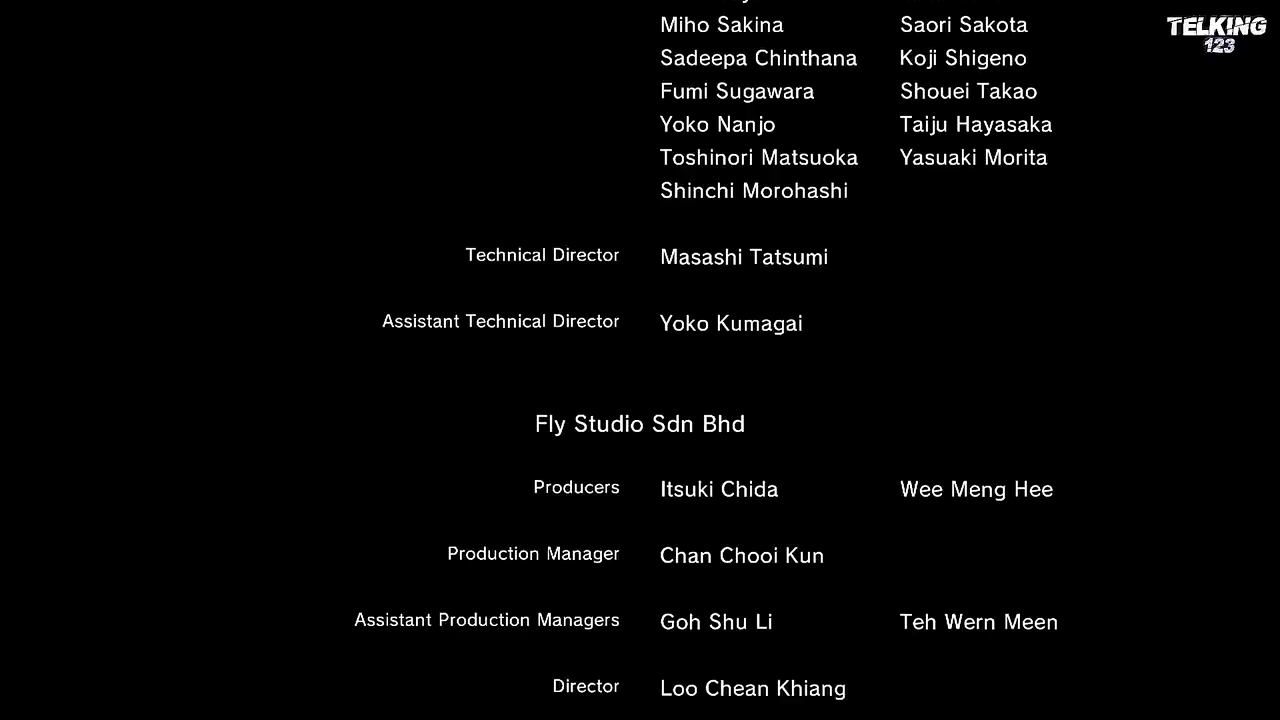 TELKING
123
Miho Sakina Saori Sakota
Sadeepa Chinthana Koji Shigeno
Fumi Sugawara Shouei Takao
Yoko Nanjo Taiju Hayasaka
Toshinori Matsuoka Yasuaki Morita
Shinchi Morohashi
Technical Director Masashi Tatsumi
Assistant Technical Director Yoko Kumagai
Fly Studio Sdn Bhd
Producers Itsuki Chida Wee Meng Hee
Production Manager Chan Chooi Kun
Assistant Production Managers Goh Shu Li Teh Wern Meen
Director Loo Chean Khiang